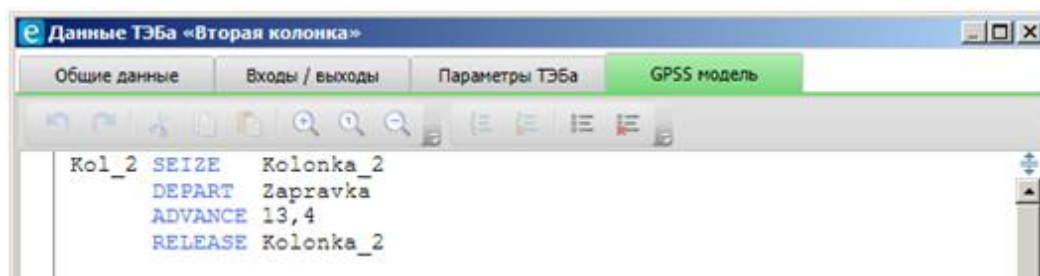 Данные ТЭБа «Вторая колонка»
Общие данные Входы / выходы Параметры ТЭБа GPSS модель
Kol_2 SEIZE Kolonka_2
DEPART Zapravka
ADVANCE 13,4
RELEASE Kolonka_2